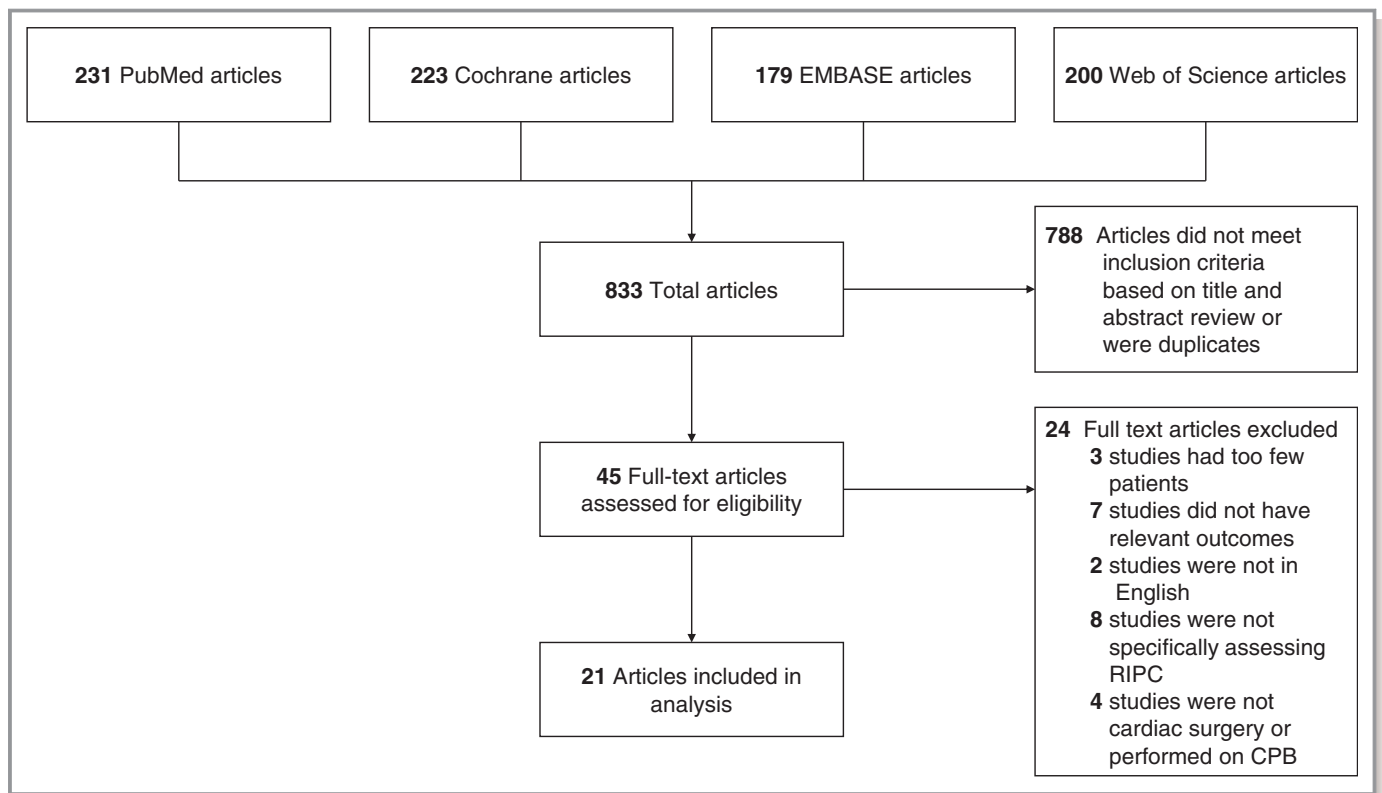 231 PubMed articles
223 Cochrane articles
179 EMBASE articles
200 Web of Science articles
833 Total articles
788 Articles did not meet
inclusion criteria
based on title and
abstract review or
were duplicates
45 Full-text articles
assessed for eligibility
24 Full text articles excluded
3 studies had too few
patients
7 studies did not have
relevant outcomes
2 studies were not in
English
8 studies were not
specifically assessing
RIPC
4 studies were not
cardiac surgery or
performed on CPB
21 Articles included in
analysis